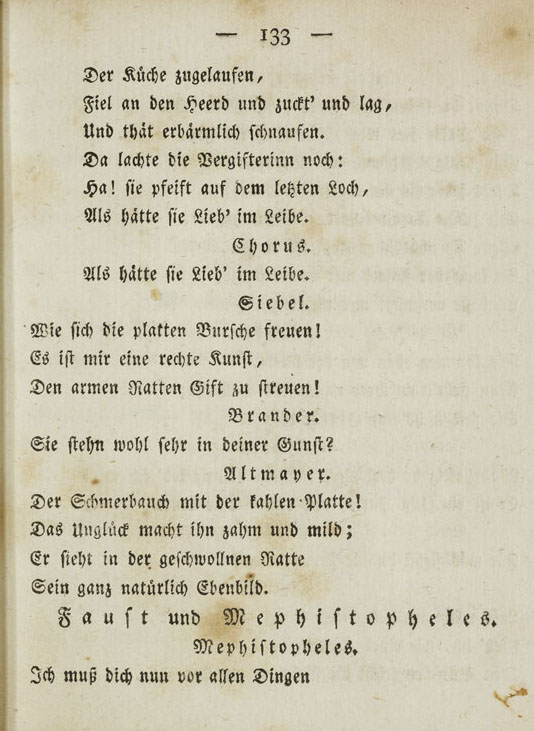 — 133 —
Der Küche zugelaufen,
Fiel an den Heerd und zuckt' und lag,
Und thät erbärmlich schnaufen.
Da lachte die Vergifterinn noch:
Ha! sie pfeift auf dem letzten Loch,
Als hätte sie Lieb' im Leibe.
Chorus.
Als hätte sie Lieb' im Leibe.
Siebel.
Wie sich die platten Bursche freuen!
Es ist mir eine rechte Kunst,
Den armen Ratten Gift zu streuen!
Brander.
Sie stehn wohl sehr in deiner Gunst?
Altmayer.
Der Schmerbauch mit der kahlen Platte!
Das Unglück macht ihn zahm und mild;
Er sieht in der geschwollnen Ratte
Sein ganz natürlich Ebenbild.
Faust und Mephistopheles.
Mephistopheles.
Ich muß dich nun vor allen Dingen